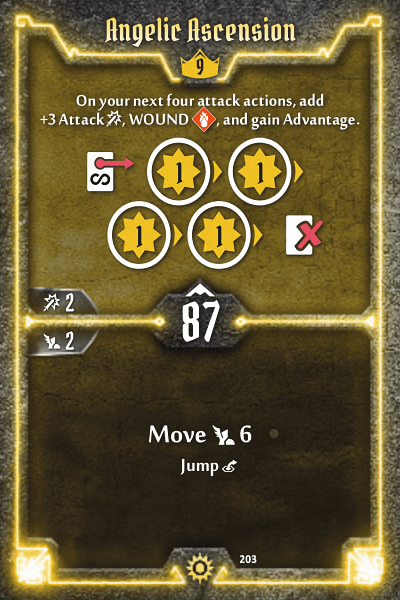 Angelic Ascension
9
On your next four attack actions, add
+3 Attack, WOUND, and gain Advantage.
1 1
1 1
2
87
2
Move 6
Jump
203